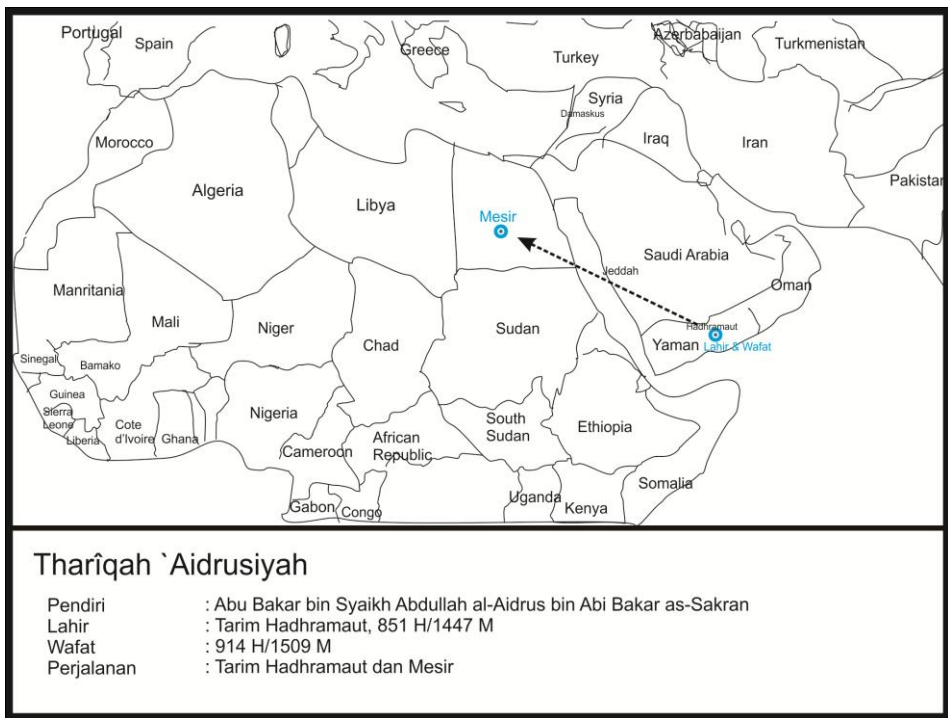 Portugal
Spain
Greece
Turkey
Azerbabaijan
Turkmenistan
Syria
Damaskus
Morocco
Iraq
Iran
Algeria
Libya
Mesir
Pakistan
Saudi Arabia
Jeddah
Oman
Manritania
Mali
Niger
Chad
Sudan
Hadhramaut
Yaman
Lahir & Wafat
Sinegal
Bamako
Guinea
Sierra
Leone
Liberia
Cote
d'Ivoire
Ghana
Nigeria
Cameroon
African
Republic
South
Sudan
Ethiopia
Somalia
Gabon
Congo
Uganda
Kenya
Tharîqah `Aidrusiyah
Pendiri : Abu Bakar bin Syaikh Abdullah al-Aidrus bin Abi Bakar as-Sakran
Lahir : Tarim Hadhramaut, 851 H/1447 M
Wafat : 914 H/1509 M
Perjalanan : Tarim Hadhramaut dan Mesir